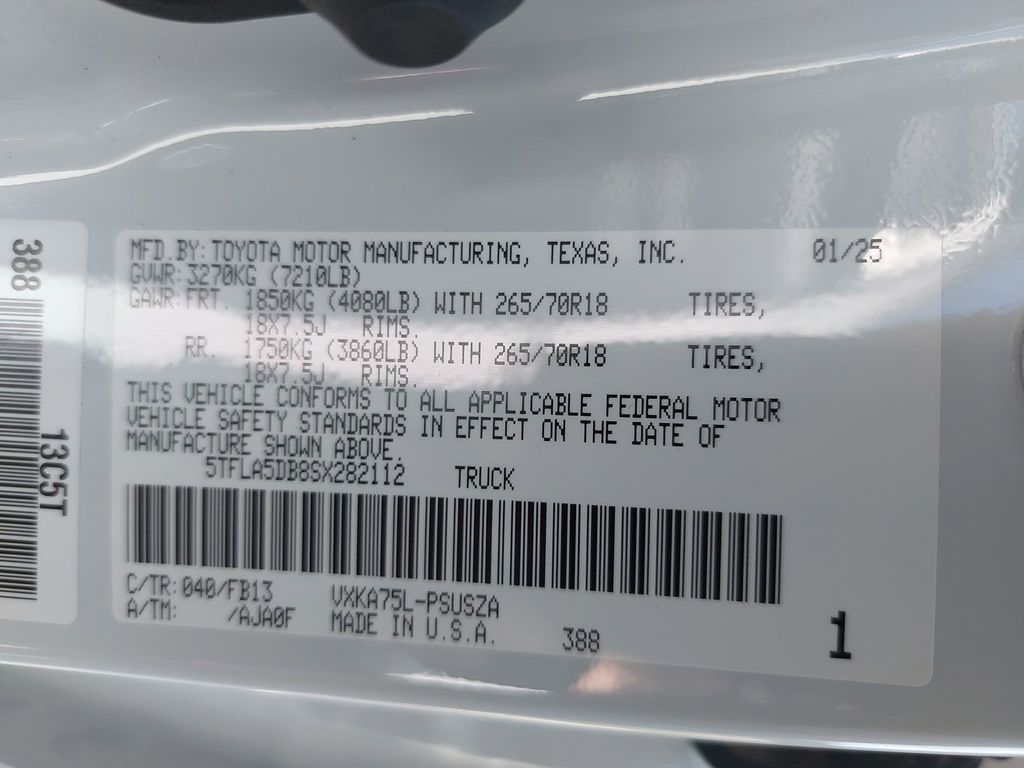 388
13C5T
MFD.BY:TOYOTA MOTOR MANUFACTURING, TEXAS, INC. 01/25
GVWR:3270KG (7210LB)
GAWR:FRT. 1850KG (4080LB) WITH 265/70R18 TIRES,
18X7.5J RIMS.
RR. 1750KG (3860LB) WITH 265/70R18 TIRES,
18X7.5J RIMS.
THIS VEHICLE CONFORMS TO ALL APPLICABLE FEDERAL MOTOR
VEHICLE SAFETY STANDARDS IN EFFECT ON THE DATE OF
MANUFACTURE SHOWN ABOVE.
5TFLA5DB8SX282112 TRUCK
C/TR:040/FB13 VXKA75L-PSUSZA
A/TM: /AJA0F MADE IN U.S.A. 388 1